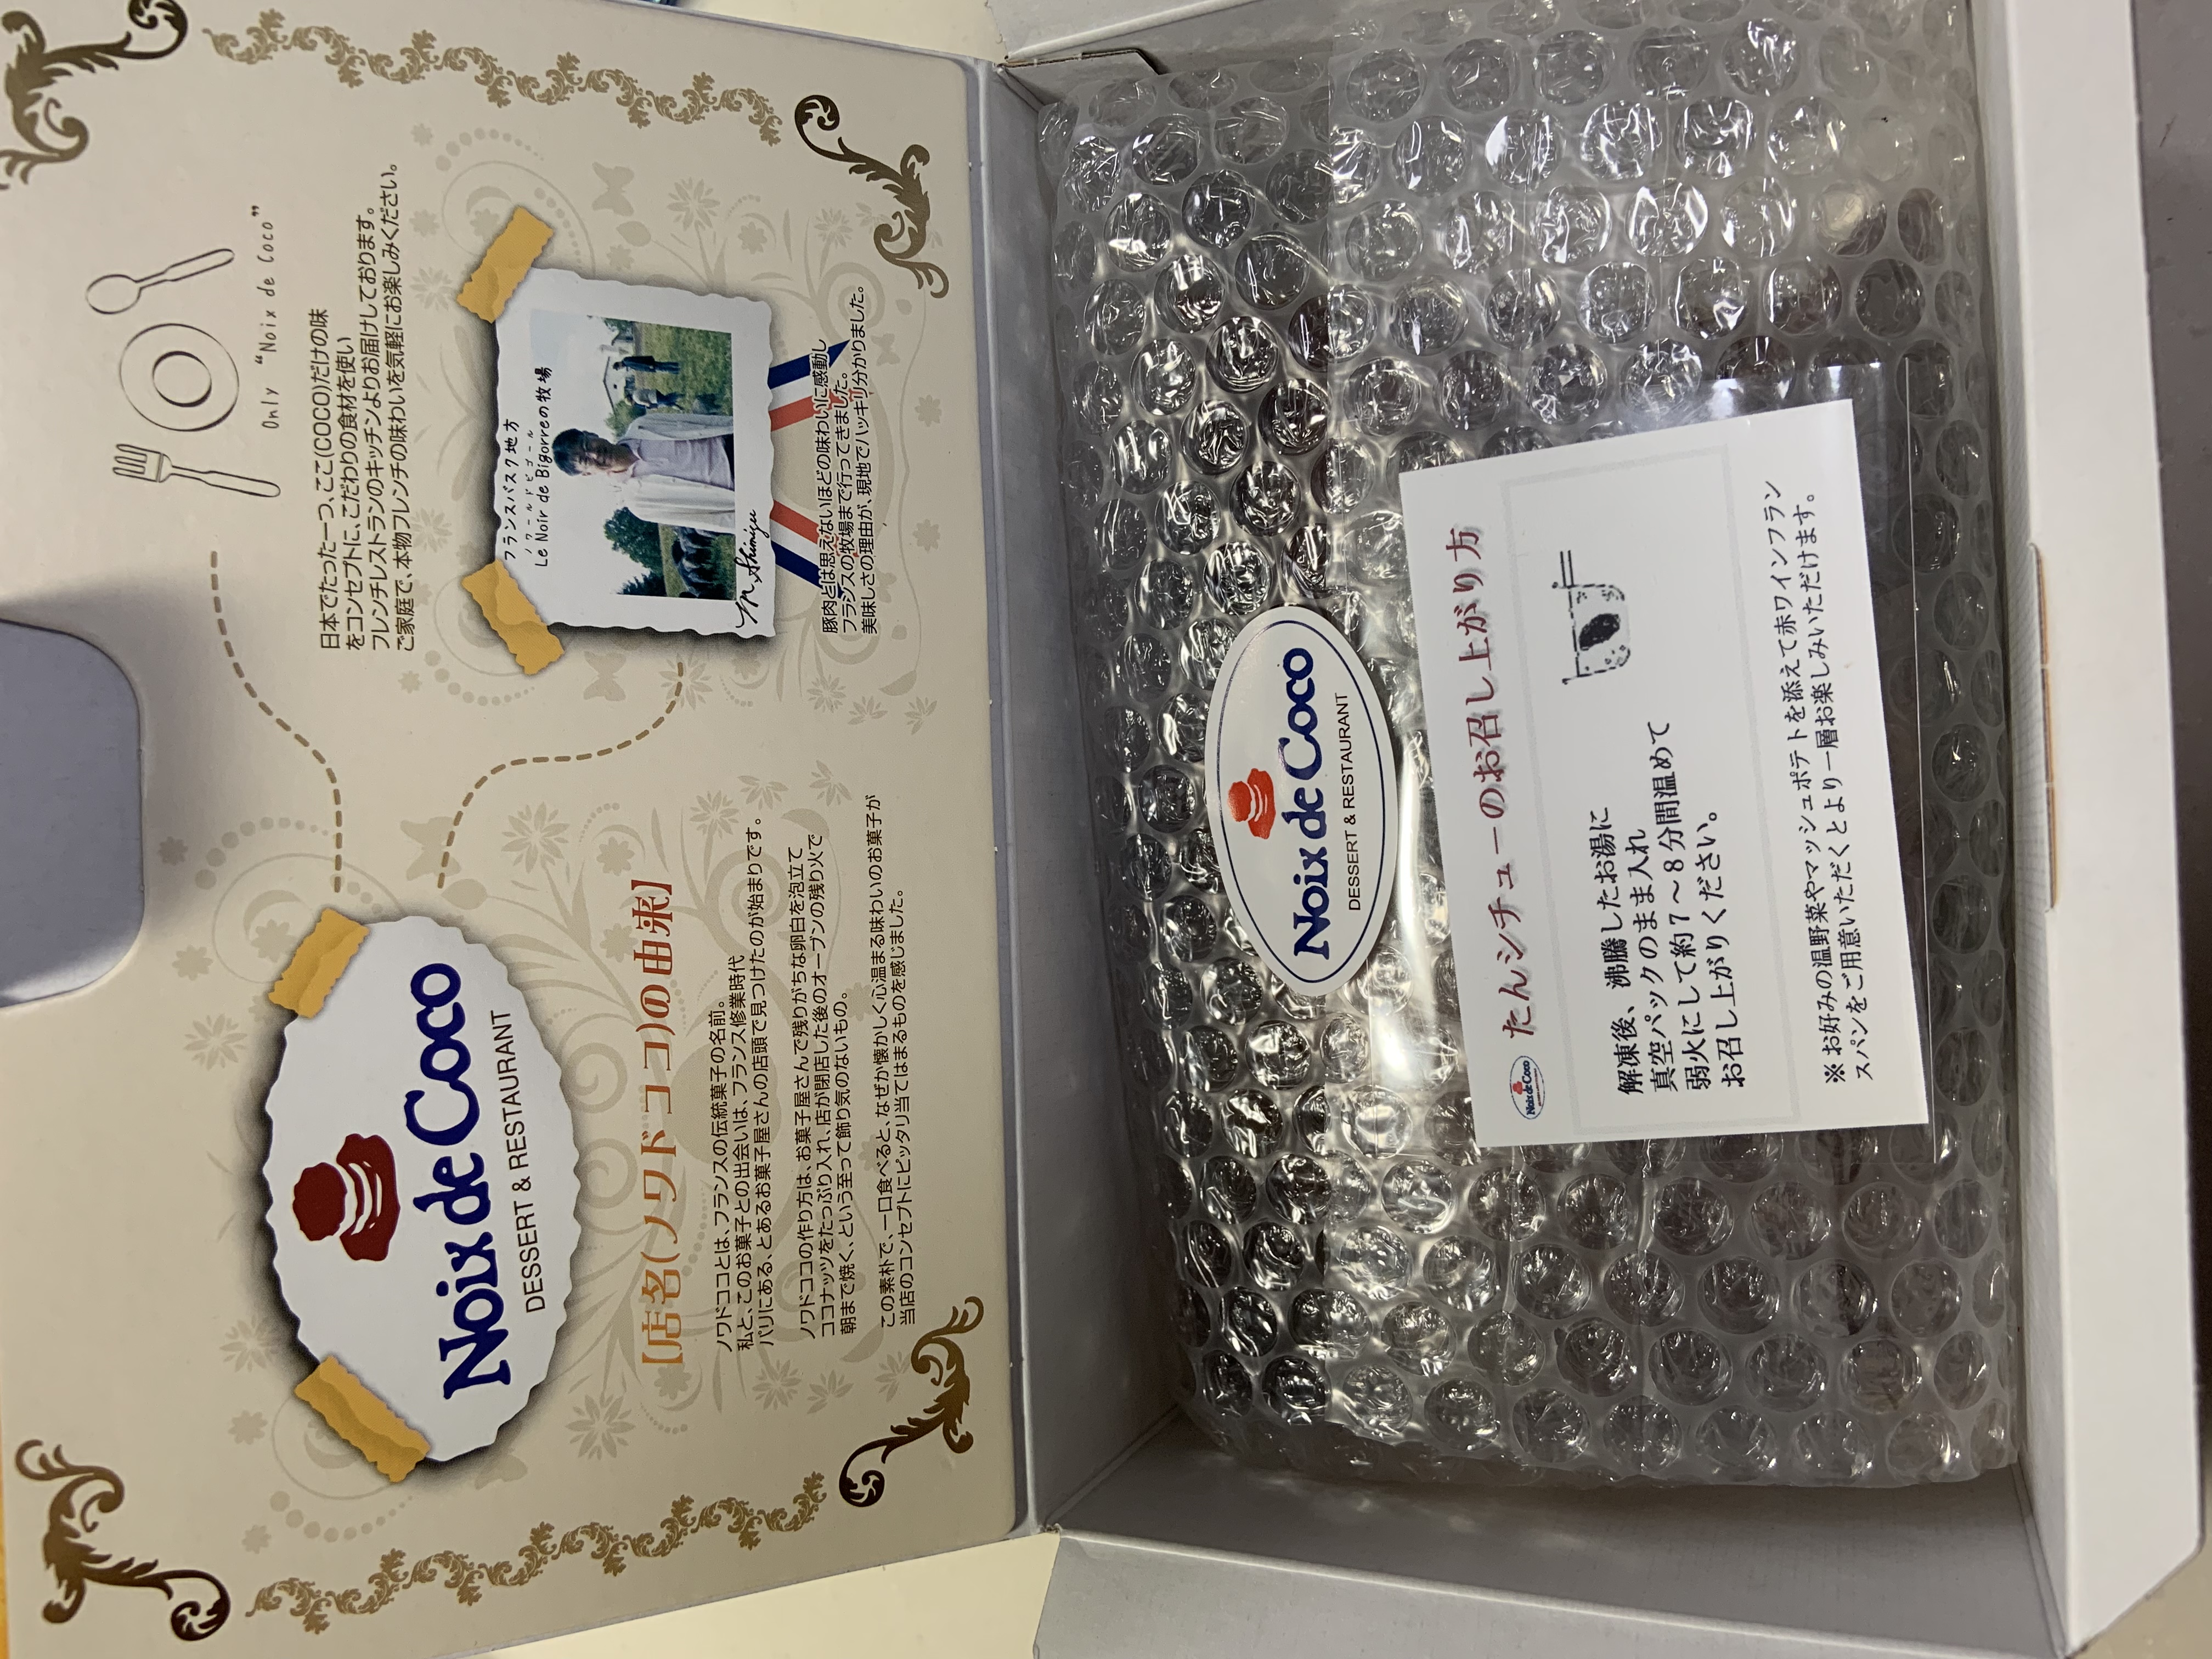 Noix de Coco
DESSERT & RESTAURANT
【店名(ノワドココ)の由来】
ノワドココとは、フランスの伝統菓子の名前。
私と、このお菓子との出会いは、フランス修業時代
パリにある、とあるお菓子屋さんの店頭で見つけたのが始まりです。
ノワドココの作り方は、お菓子屋さんで残りがちな卵白を泡立て
ココナッツをたっぷり入れ、店が閉店した後のオーブンの残り火で
朝まで焼く、という至って飾り気のないもの。
この素朴で、一口食べると、なぜか懐かしく心温まる味わいのお菓子が
当店のコンセプトにピッタリ当てはまるものを感じました。
Only “Noix de Coco”
日本でたった一つ、ここ(COCO)だけの味
をコンセプトに、こだわりの食材を使い
フレンチレストランのキッチンよりお届けしております。
ご家庭で、本物フレンチの味わいを気軽にお楽しみください。
フランスバスク地方
ノワールドビゴール
Le Noir de Bigorreの牧場
M Shimizu
豚肉とは思えないほどの味わいに感動し
フランスの牧場まで行ってきました。
美味しさの理由が、現地でハッキリ分かりました。
Noix de Coco
DESSERT & RESTAURANT
Noix de Coco
たんシチューのお召し上がり方
解凍後、沸騰したお湯に
真空パックのまま入れ
弱火にして約7～8分間温めて
お召し上がりください。
※お好みの温野菜やマッシュポテトを添えて赤ワインフラン
スパンをご用意いただくとより一層お楽しみいただけます。